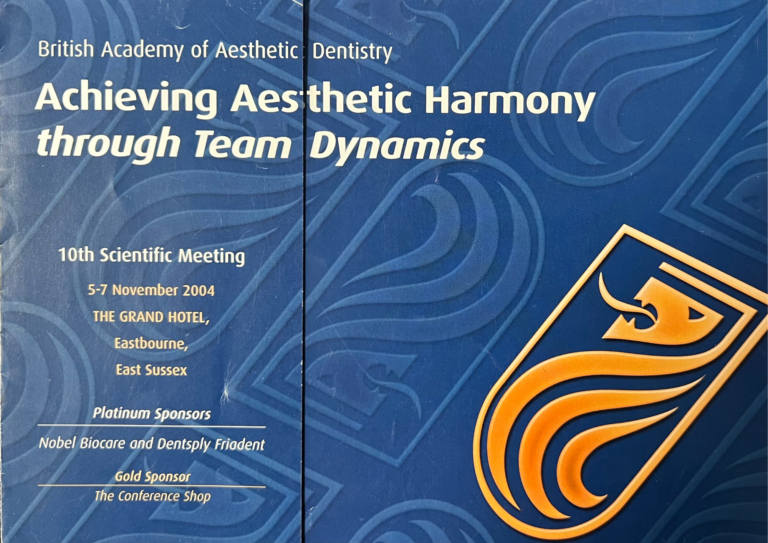 British Academy of Aesthetic Dentistry
Achieving Aesthetic Harmony
through Team Dynamics
10th Scientific Meeting
5-7 November 2004
THE GRAND HOTEL,
Eastbourne,
East Sussex
Platinum Sponsors
Nobel Biocare and Dentsply Friadent
Gold Sponsor
The Conference Shop